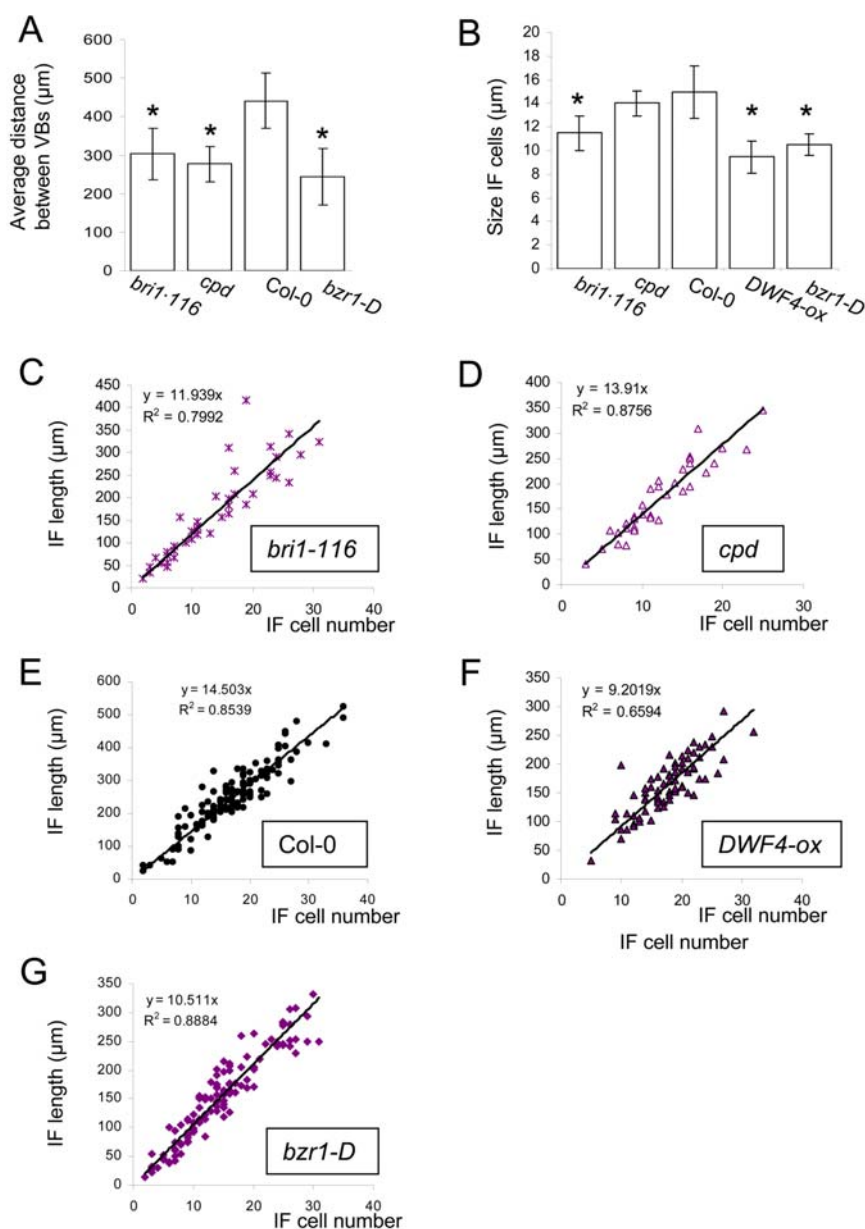 A
Average distance
between VBs (µm)
600
500
400
300
200
100
0
* * *
bri1·116 cpd Col-0 bzr1-D
B
Size IF cells (µm)
20
18
16
14
12
10
8
6
4
2
0
* * *
bri1·116 cpd Col-0 DWF4-ox bzr1-D
C
IF length (µm)
450
400
350
300
250
200
150
100
50
0
y = 11.939x
R² = 0.7992
bri1-116
0 10 20 30 40
IF cell number
D
IF length (µm)
400
350
300
250
200
150
100
50
0
y = 13.91x
R² = 0.8756
cpd
0 10 20 30
IF cell number
E
IF length (µm)
600
500
400
300
200
100
0
y = 14.503x
R² = 0.8539
Col-0
0 10 20 30 40
IF cell number
F
IF length (µm)
350
300
250
200
150
100
50
0
y = 9.2019x
R² = 0.6594
DWF4-ox
0 10 20 30 40
IF cell number
IF cell number
G
IF length (µm)
350
300
250
200
150
100
50
0
y = 10.511x
R² = 0.8884
bzr1-D
0 10 20 30 40
IF cell number